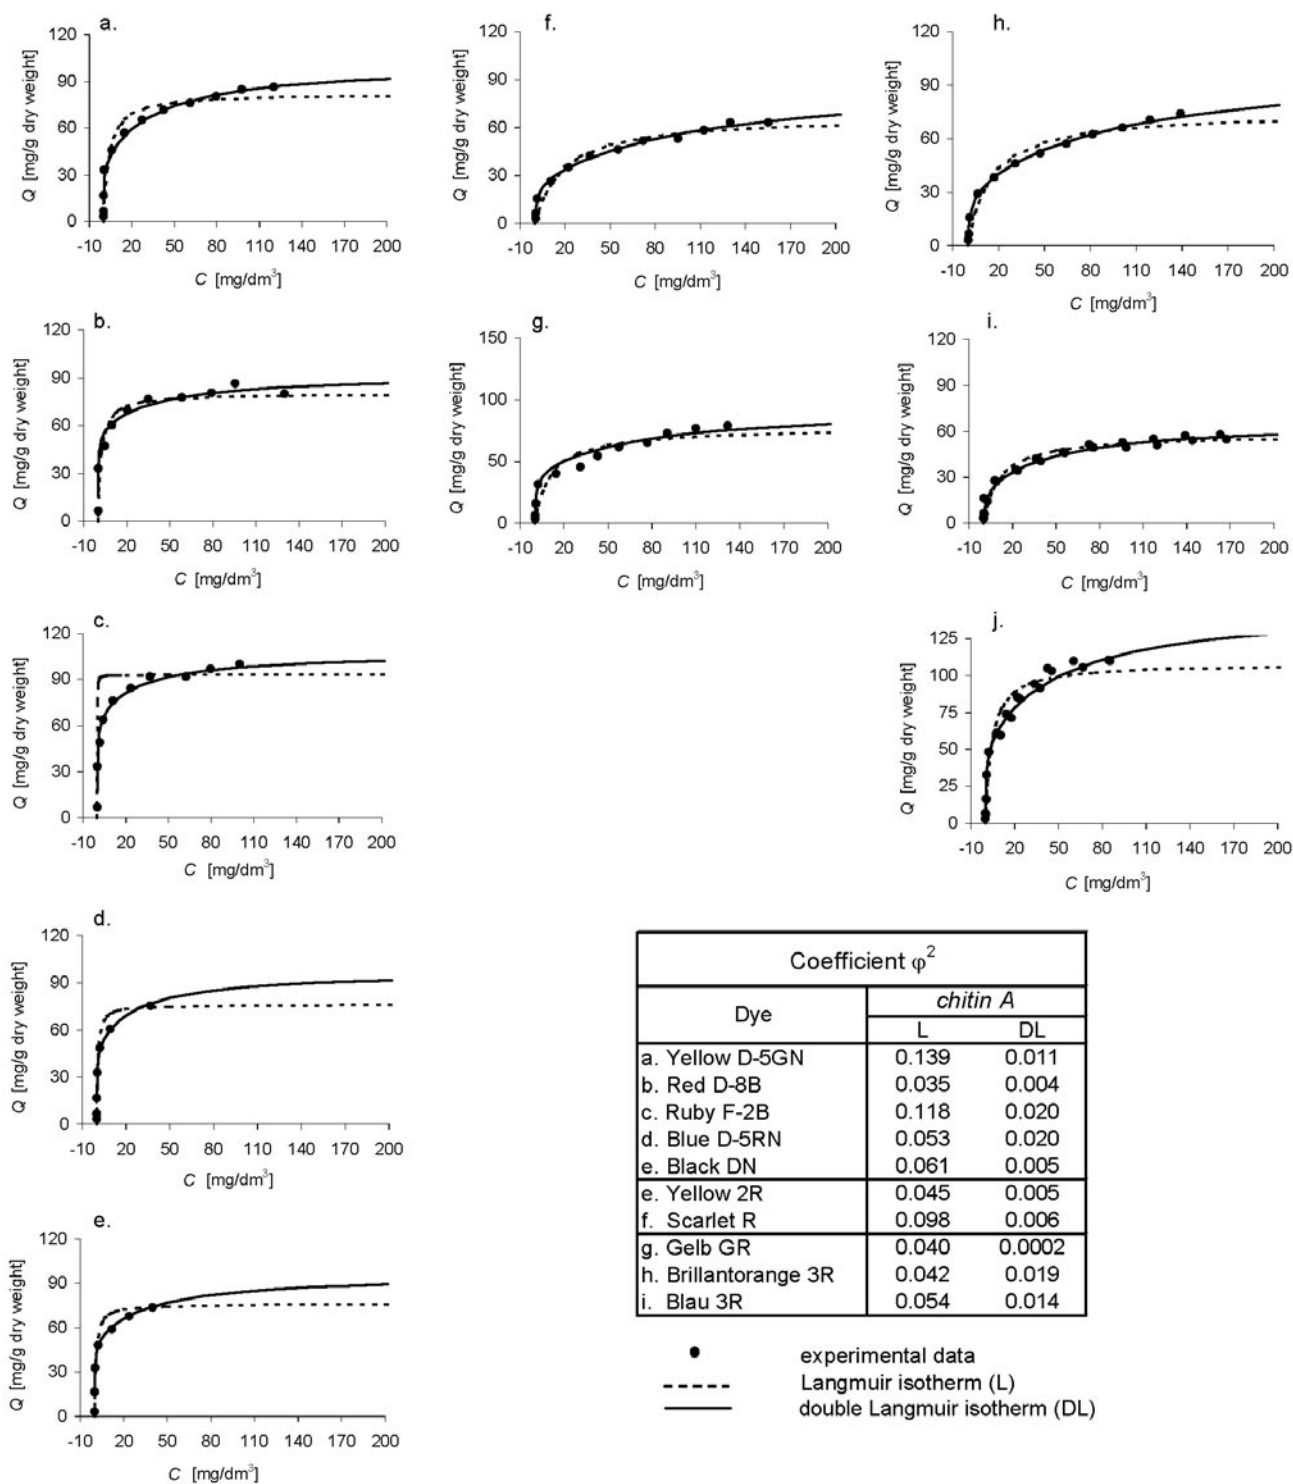 a.
120
90
60
30
0
Q [mg/g dry weight]
-10 20 50 80 110 140 170 200
C [mg/dm³]
f.
120
90
60
30
0
Q [mg/g dry weight]
-10 20 50 80 110 140 170 200
C [mg/dm³]
h.
120
90
60
30
0
Q [mg/g dry weight]
-10 20 50 80 110 140 170 200
C [mg/dm³]
b.
120
90
60
30
0
Q [mg/g dry weight]
-10 20 50 80 110 140 170 200
C [mg/dm³]
g.
150
100
50
0
Q [mg/g dry weight]
-10 20 50 80 110 140 170 200
C [mg/dm³]
i.
120
90
60
30
0
Q [mg/g dry weight]
-10 20 50 80 110 140 170 200
C [mg/dm³]
c.
120
90
60
30
0
Q [mg/g dry weight]
-10 20 50 80 110 140 170 200
C [mg/dm³]
j.
125
100
75
50
25
0
Q [mg/g dry weight]
-10 20 50 80 110 140 170 200
C [mg/dm³]
d.
120
90
60
30
0
Q [mg/g dry weight]
-10 20 50 80 110 140 170 200
C [mg/dm³]
e.
120
90
60
30
0
Q [mg/g dry weight]
-10 20 50 80 110 140 170 200
C [mg/dm³]
Coefficient φ²
Dye chitin A
L DL
a. Yellow D-5GN 0.139 0.011
b. Red D-8B 0.035 0.004
c. Ruby F-2B 0.118 0.020
d. Blue D-5RN 0.053 0.020
e. Black DN 0.061 0.005
e. Yellow 2R 0.045 0.005
f. Scarlet R 0.098 0.006
g. Gelb GR 0.040 0.0002
h. Brillantorange 3R 0.042 0.019
i. Blau 3R 0.054 0.014
experimental data
Langmuir isotherm (L)
double Langmuir isotherm (DL)